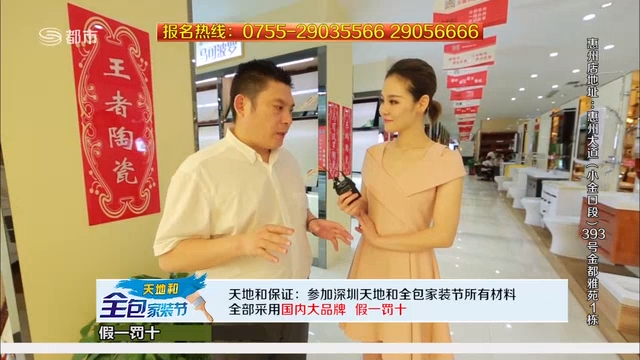 报名热线：0755-29035566 29056666
都市
马可波罗
王者陶瓷
惠州店地址：惠州大道（小金口段）393号金都雅苑1栋
天地和
全包家装节
天地和保证：参加深圳天地和全包家装节所有材料
全部采用国内大品牌 假一罚十
假一罚十